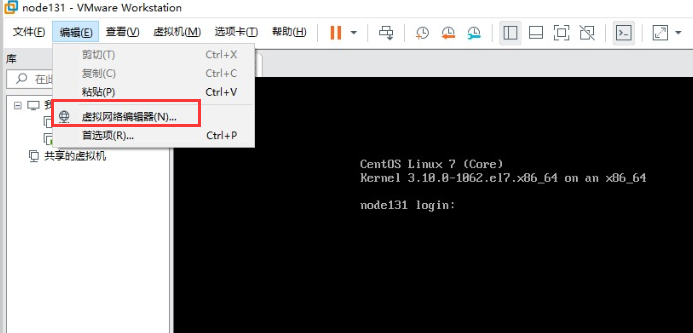 node131 - VMware Workstation
文件(F) 编辑(E) 查看(V) 虚拟机(M) 选项卡(T) 帮助(H)
库
剪切(T) Ctrl+X
在此
复制(C) Ctrl+C
粘贴(P) Ctrl+V
虚拟网络编辑器(N)...
首选项(R)... Ctrl+P
共享的虚拟机
CentOS Linux 7 (Core)
Kernel 3.10.0-1062.el7.x86_64 on an x86_64
node131 login: